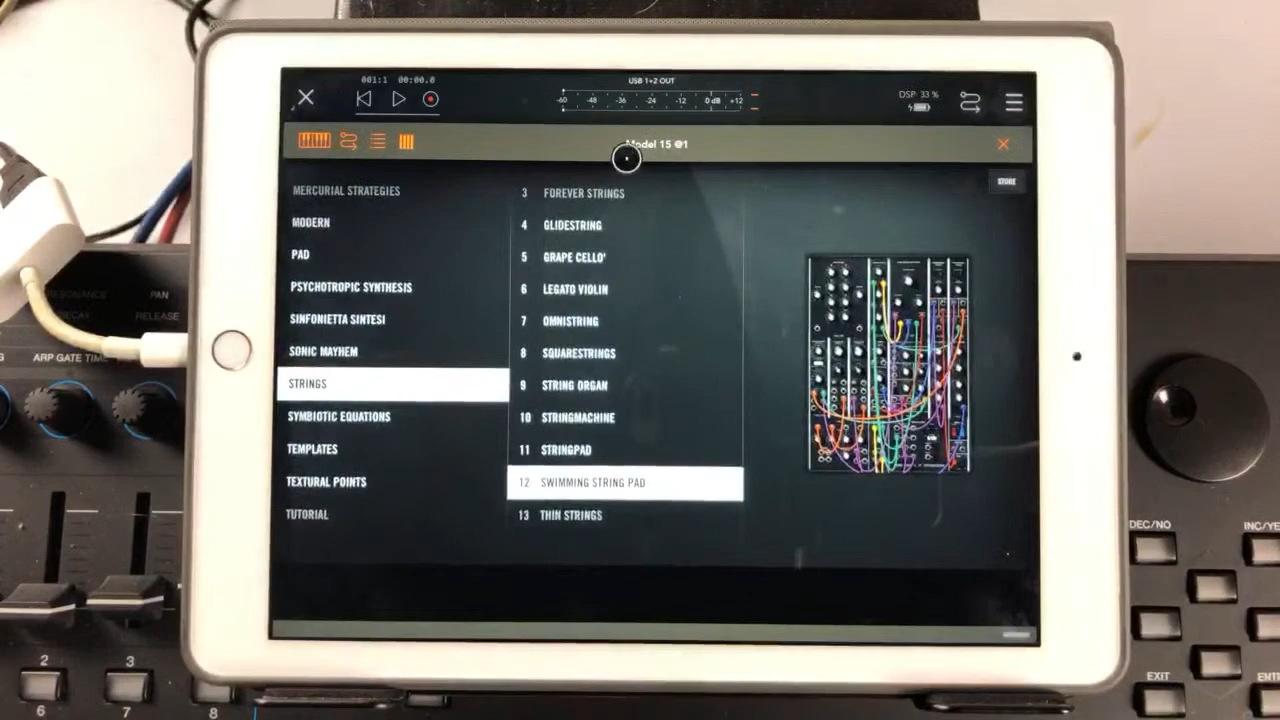 001:1 00:00.0
USB 1+2 OUT
-60 -48 -36 -24 -12 0 dB +12
DSP: 33 %
Model 15 @1
STORE
MERCURIAL STRATEGIES
MODERN
PAD
PSYCHOTROPIC SYNTHESIS
SINFONIETTA SINTESI
SONIC MAYHEM
STRINGS
SYMBIOTIC EQUATIONS
TEMPLATES
TEXTURAL POINTS
TUTORIAL
3 FOREVER STRINGS
4 GLIDESTRING
5 GRAPE CELLO'
6 LEGATO VIOLIN
7 OMNISTRING
8 SQUARESTRINGS
9 STRING ORGAN
10 STRINGMACHINE
11 STRINGPAD
12 SWIMMING STRING PAD
13 THIN STRINGS
PAN
RELEASE
ARP GATE TIME
2 3
6 7 8
DEC/NO
EXIT